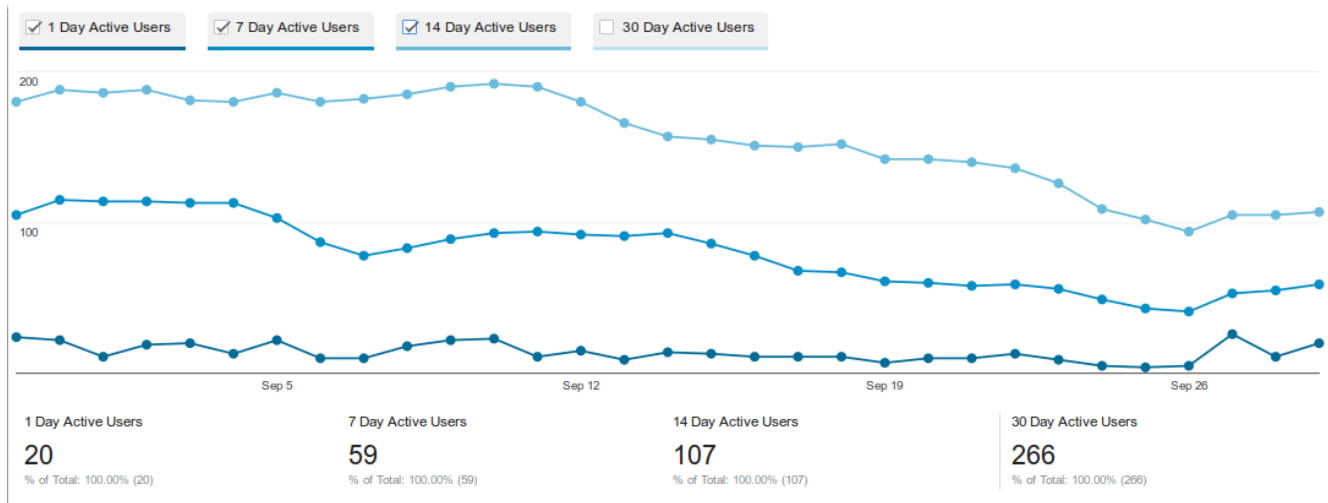 1 Day Active Users 7 Day Active Users 14 Day Active Users 30 Day Active Users
200
100
Sep 5 Sep 12 Sep 19 Sep 26
1 Day Active Users 7 Day Active Users 14 Day Active Users 30 Day Active Users
20 59 107 266
% of Total: 100.00% (20) % of Total: 100.00% (59) % of Total: 100.00% (107) % of Total: 100.00% (266)